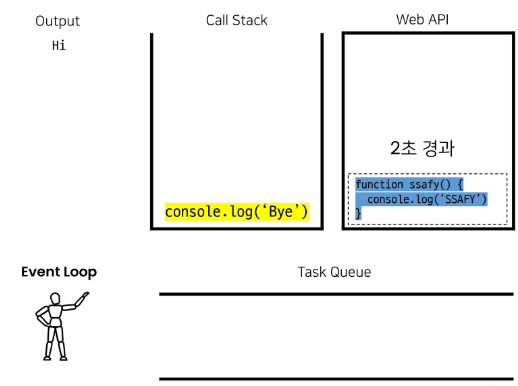 Output
Call Stack
Web API
Hi
2초 경과
console.log(‘Bye’)
function ssafy() {
console.log(‘SSAFY’)
}
Event Loop
Task Queue